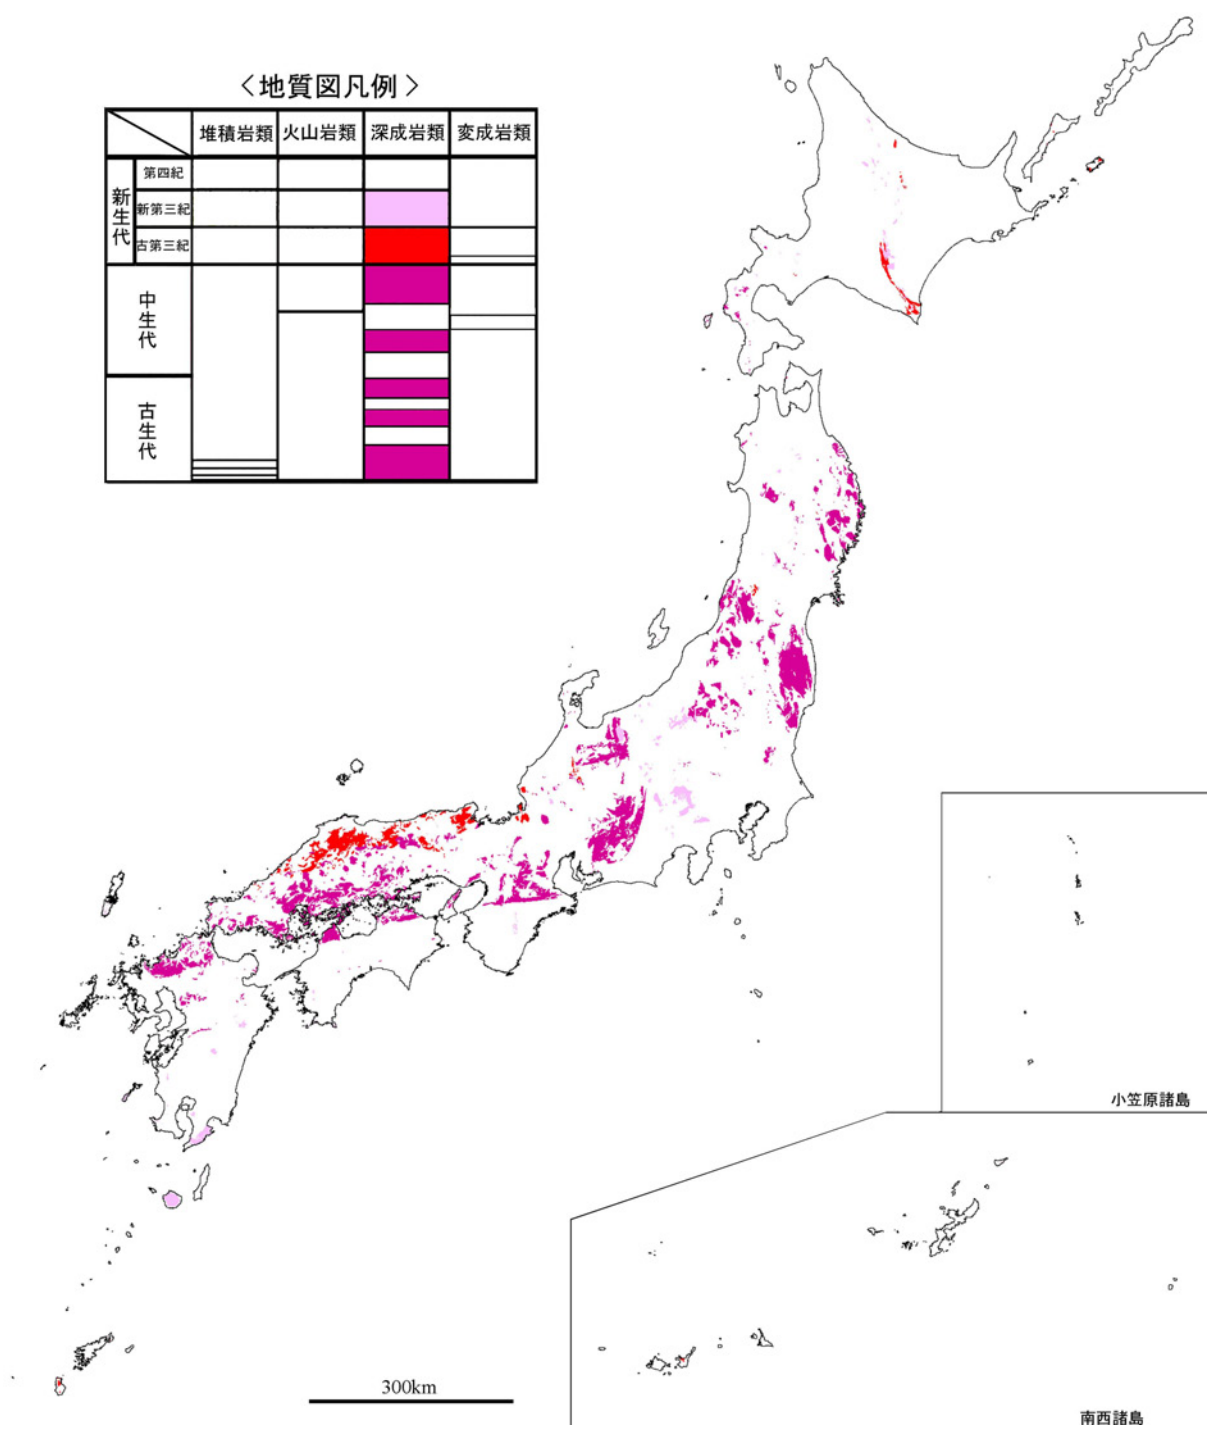 〈地質図凡例〉
堆積岩類 火山岩類 深成岩類 変成岩類
新生代
第四紀
新第三紀
古第三紀
中生代
古生代
小笠原諸島
300km
南西諸島